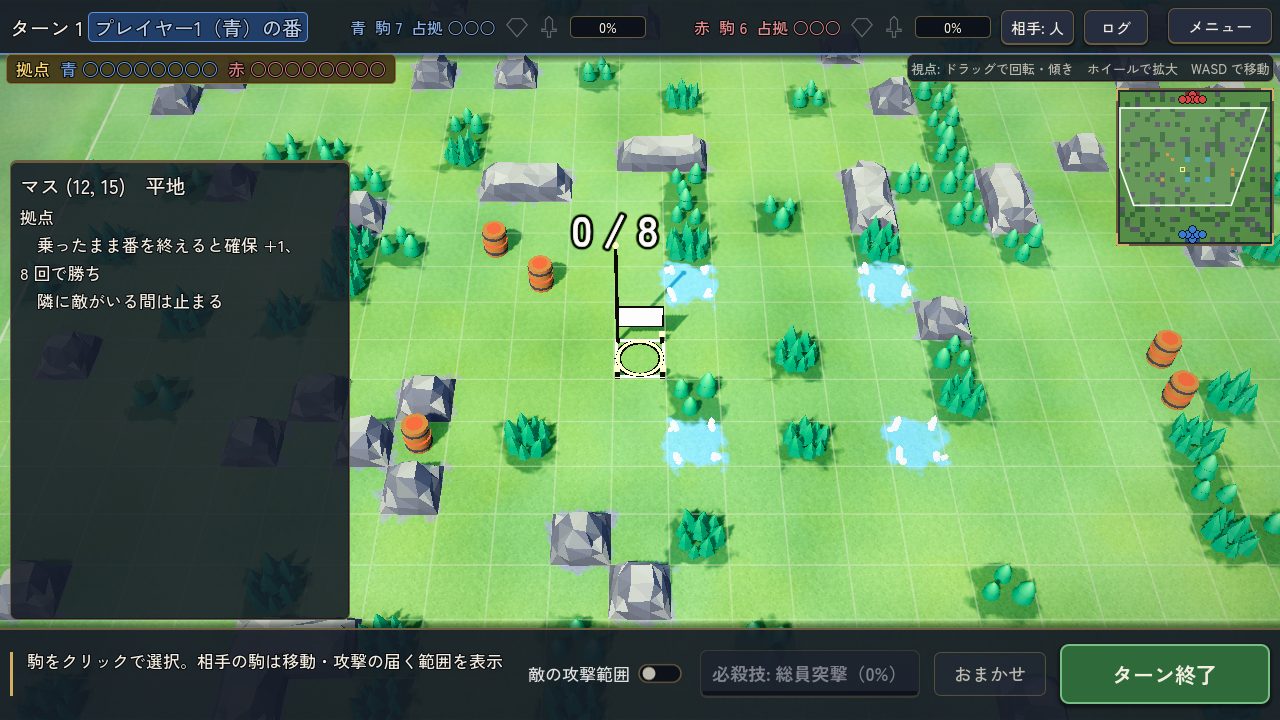 ターン 1 プレイヤー1（青）の番 青 駒 7 占拠 ○○○ 0% 赤 駒 6 占拠 ○○○ 0% 相手: 人 ログ メニュー
拠点 青 ○○○○○○○○ 赤 ○○○○○○○○
視点: ドラッグで回転・傾き ホイールで拡大 WASD で移動
マス (12, 15) 平地
拠点
乗ったまま番を終えると確保 +1、
8 回で勝ち
隣に敵がいる間は止まる
0 / 8
駒をクリックで選択。相手の駒は移動・攻撃の届く範囲を表示
敵の攻撃範囲
必殺技: 総員突撃（0%）
おまかせ
ターン終了